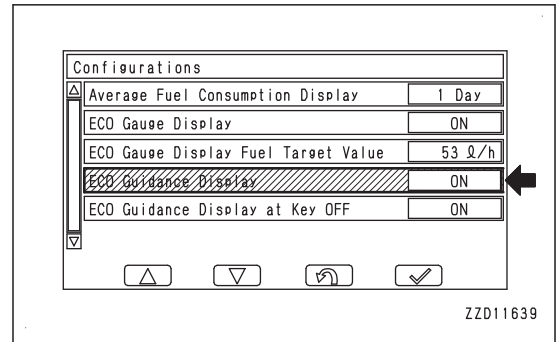 Configurations
Average Fuel Consumption Display 1 Day
ECO Gauge Display ON
ECO Gauge Display Fuel Target Value 53 ℓ/h
ECO Guidance Display ON
ECO Guidance Display at Key OFF ON
ZZD11639